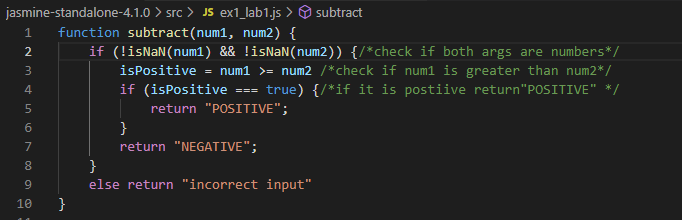 jasmine-standalone-4.1.0 > src > JS ex1_lab1.js > subtract
1 function subtract(num1, num2) {
2 if (!isNaN(num1) && !isNaN(num2)) {/*check if both args are numbers*/
3 isPositive = num1 >= num2 /*check if num1 is greater than num2*/
4 if (isPositive === true) {/*if it is postiive return"POSITIVE" */
5 return "POSITIVE";
6 }
7 return "NEGATIVE";
8 }
9 else return "incorrect input"
10 }